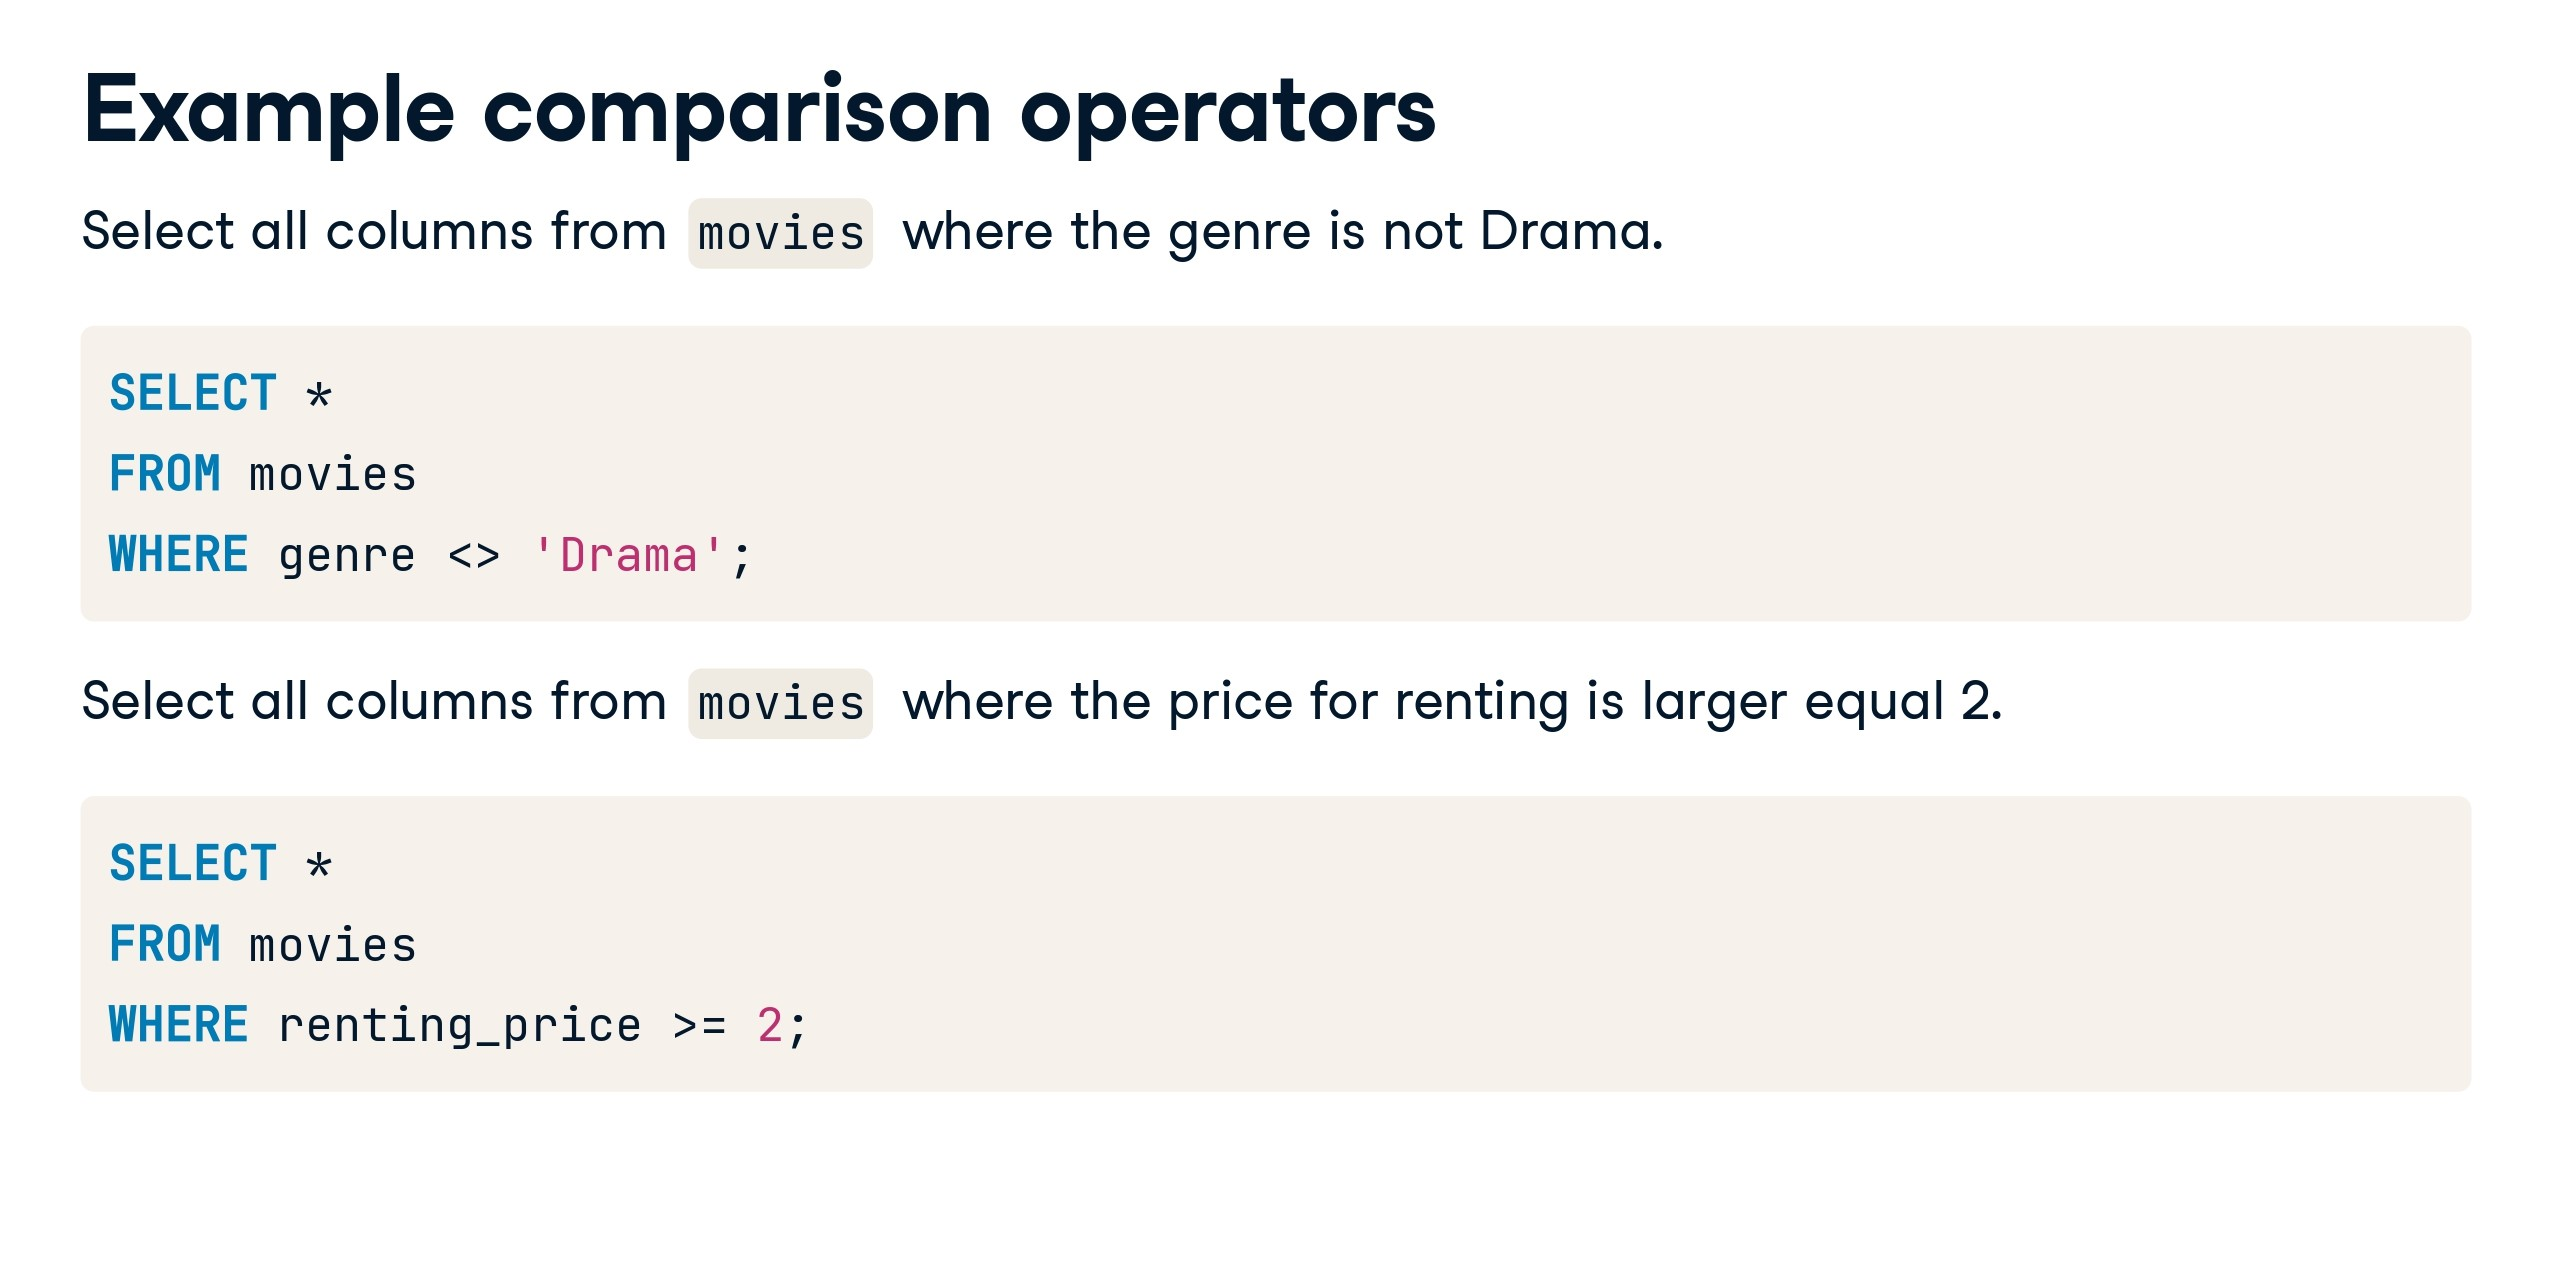 Example comparison operators
Select all columns from movies where the genre is not Drama.
SELECT *
FROM movies
WHERE genre <> 'Drama';
Select all columns from movies where the price for renting is larger equal 2.
SELECT *
FROM movies
WHERE renting_price >= 2;